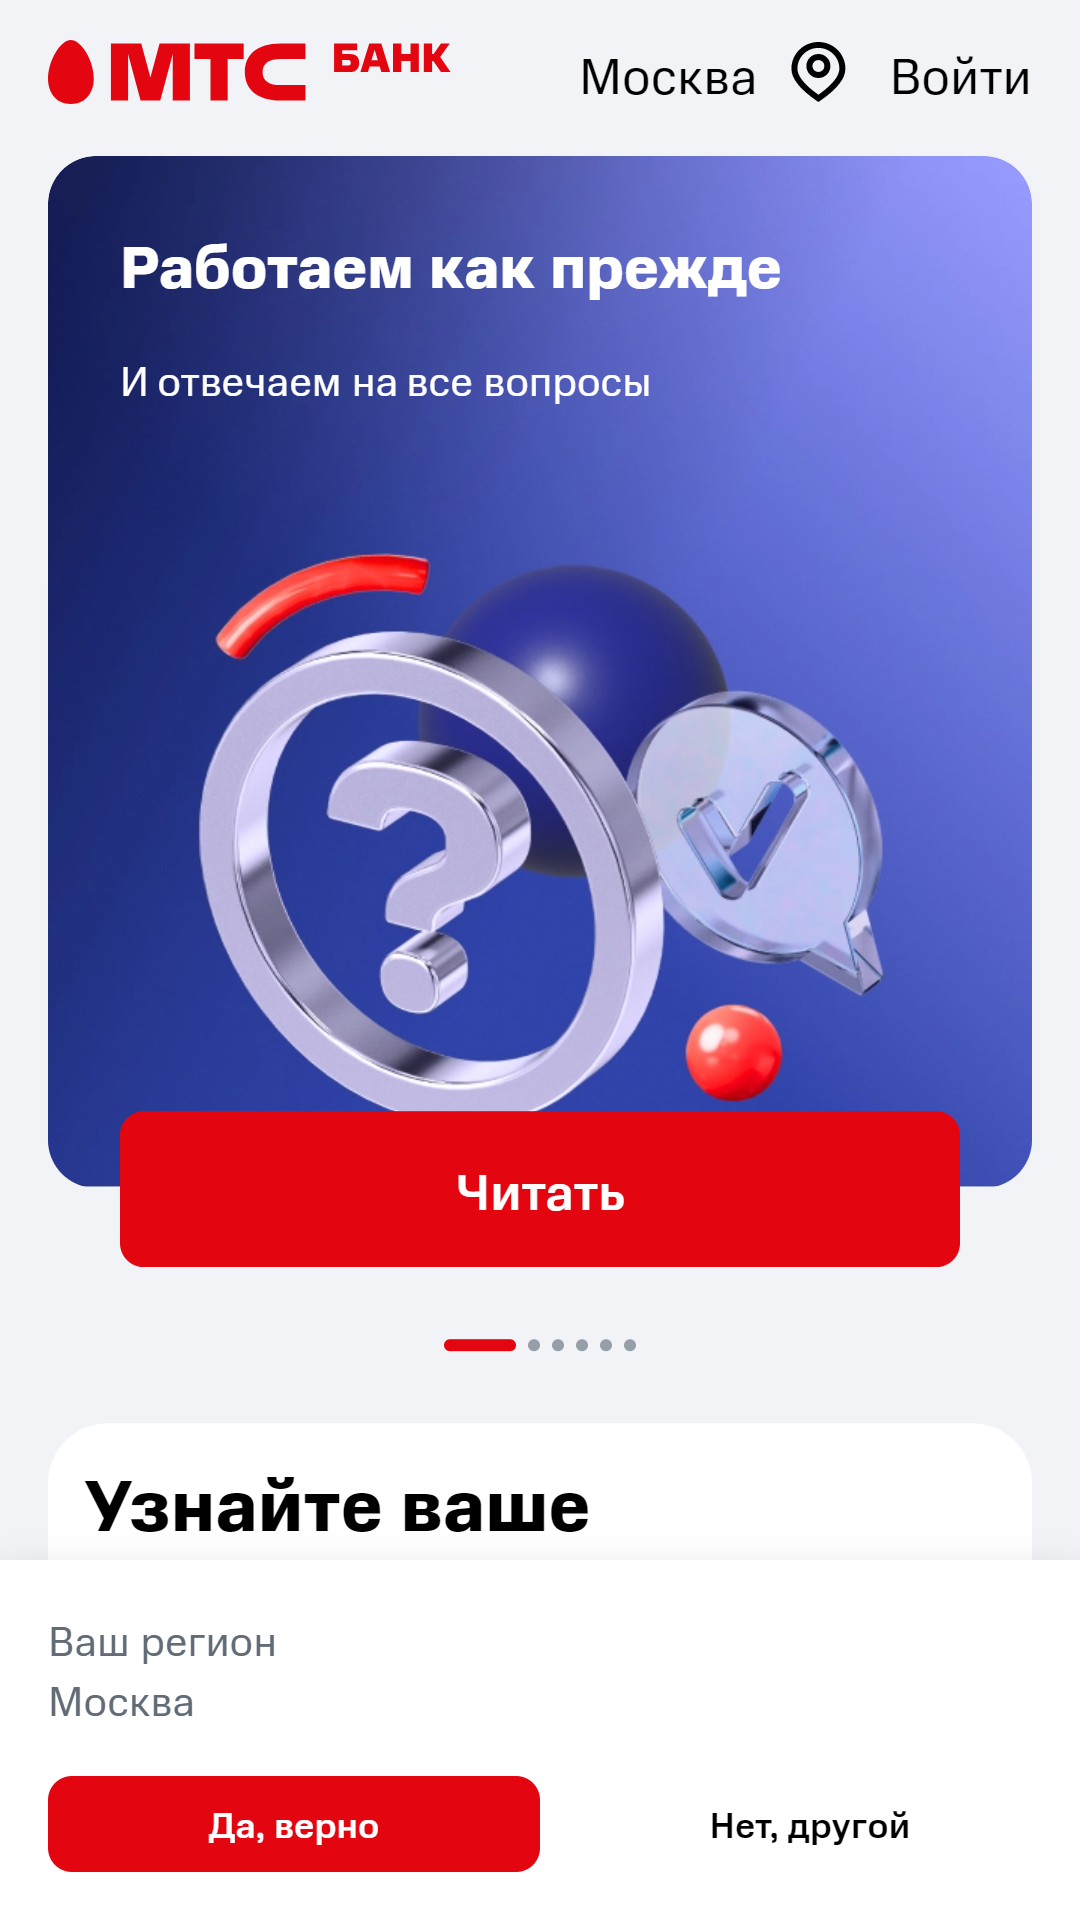 МТС БАНК
Москва
Войти
Работаем как прежде
И отвечаем на все вопросы
Читать
Узнайте ваше
Ваш регион
Москва
Да, верно
Нет, другой